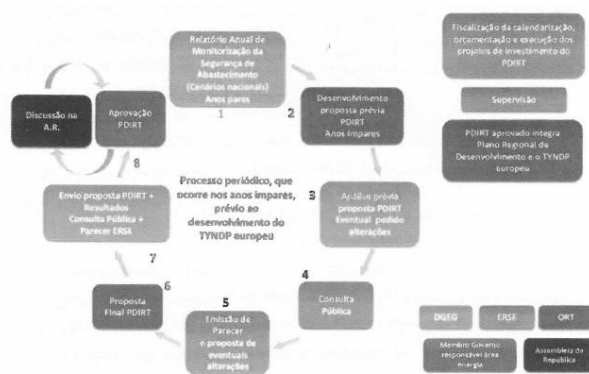 Relatório Anual de
Monitorização da
Segurança de
Abastecimento
(Cenários nacionais)
Anos pares
1
2
Desenvolvimento
proposta prévia
PDIRT
Anos Impares
3
Análise prévia
proposta PDIRT
Eventual pedido
alterações
4
Consulta
Pública
5
Emissão de
Parecer
e proposta de
eventuais
alterações
6
Proposta
Final PDIRT
7
Envio proposta PDIRT +
Resultados
Consulta Pública +
Parecer ERSE
8
Aprovação
PDIRT
Discussão na
A.R.
Processo periódico, que
ocorre nos anos impares,
prévio ao
desenvolvimento do
TYNDP europeu
Fiscalização da calendarização,
orçamentação e execução dos
projetos de investimento do
PDIRT
Supervisão
PDIRT aprovado integra
Plano Regional de
Desenvolvimento e o TYNDP
europeu
DGEG
ERSE
ORT
Membro Governo
responsável área
energia
Assembleia da
República